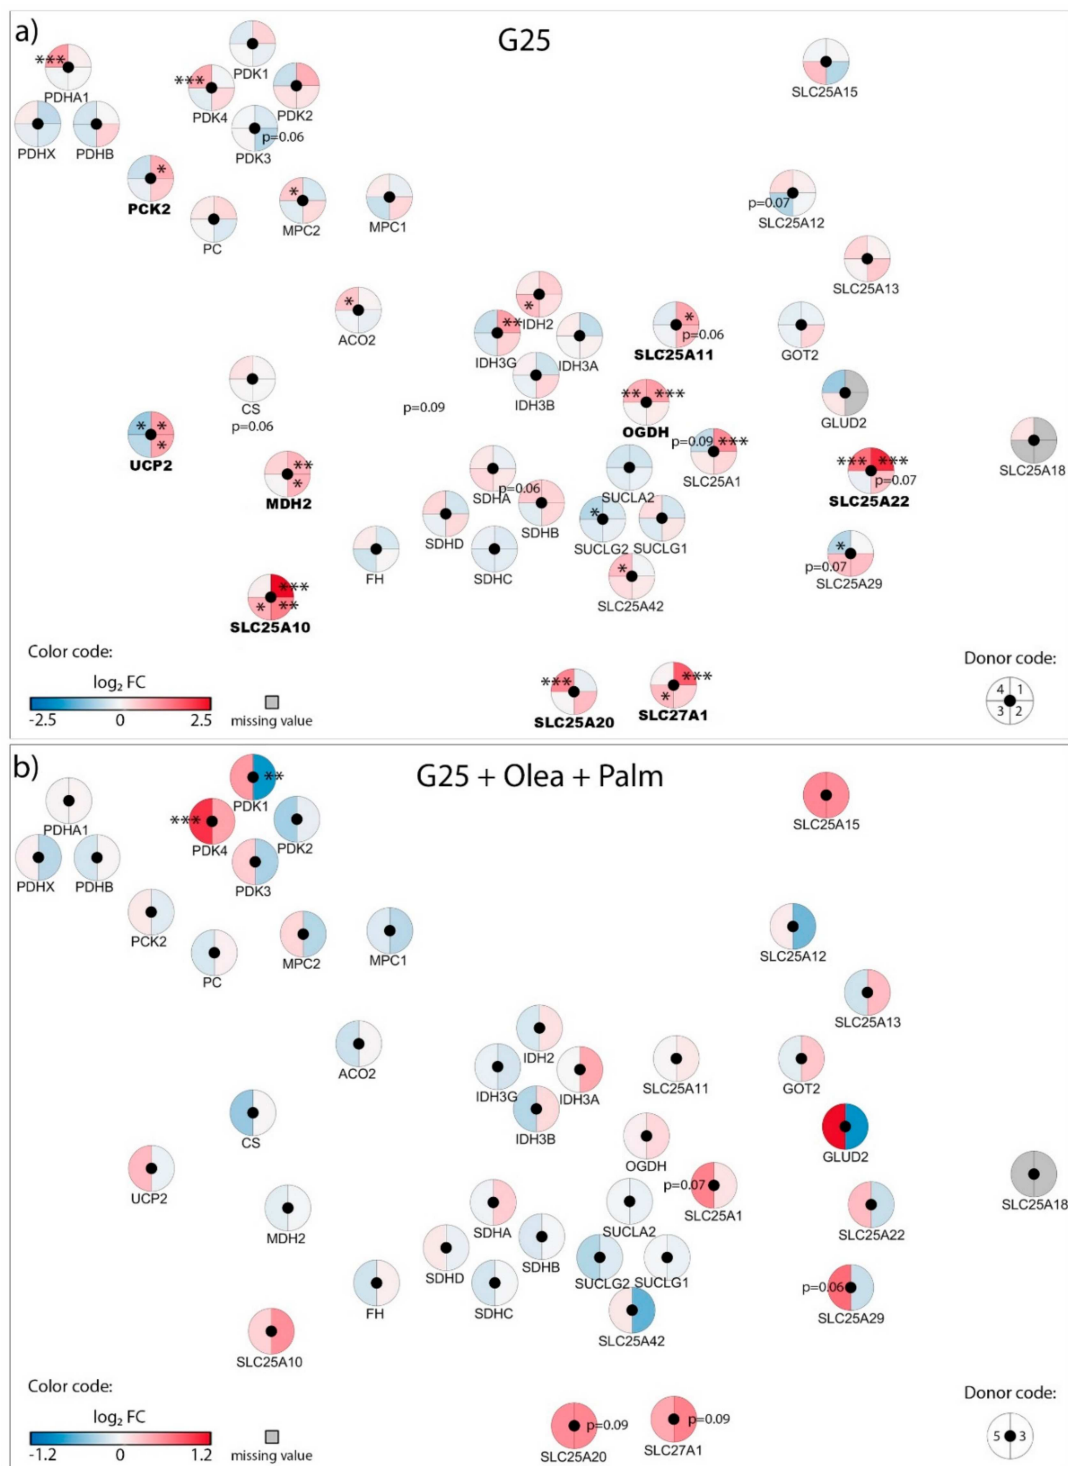 a)
G25
PDK1
***
PDHA1
***
PDK4
PDK2
SLC25A15
PDHX
PDHB
PDK3
p=0.06
*
PCK2
*
MPC2
MPC1
PC
p=0.07
SLC25A12
SLC25A13
*
ACO2
*
IDH2
**
IDH3G
IDH3A
*
p=0.06
SLC25A11
GOT2
IDH3B
CS
p=0.06
p=0.09
** ***
OGDH
GLUD2
* *
*
UCP2
p=0.09
***
SLC25A1
SLC25A18
**
*
MDH2
SDHA
p=0.06
SUCLA2
*** ***
p=0.07
SLC25A22
SDHD
SDHB
*
SUCLG2
SUCLG1
FH
SDHC
*
p=0.07
SLC25A29
*
SLC25A42
***
* **
SLC25A10
Color code:
log₂ FC
-2.5 0 2.5
missing value
***
SLC25A20
***
*
SLC27A1
Donor code:
4 1
3 2
b)
G25 + Olea + Palm
PDK1
**
PDHA1
***
PDK4
PDK2
SLC25A15
PDHX
PDHB
PDK3
PCK2
PC
MPC2
MPC1
SLC25A12
SLC25A13
ACO2
IDH2
IDH3G
IDH3A
SLC25A11
GOT2
CS
IDH3B
OGDH
GLUD2
UCP2
p=0.07
SLC25A1
SLC25A18
MDH2
SDHA
SUCLA2
SLC25A22
SDHD
SDHB
SUCLG2
SUCLG1
FH
SDHC
p=0.06
SLC25A29
SLC25A42
SLC25A10
Color code:
log₂ FC
-1.2 0 1.2
missing value
p=0.09
SLC25A20
p=0.09
SLC27A1
Donor code:
5 3